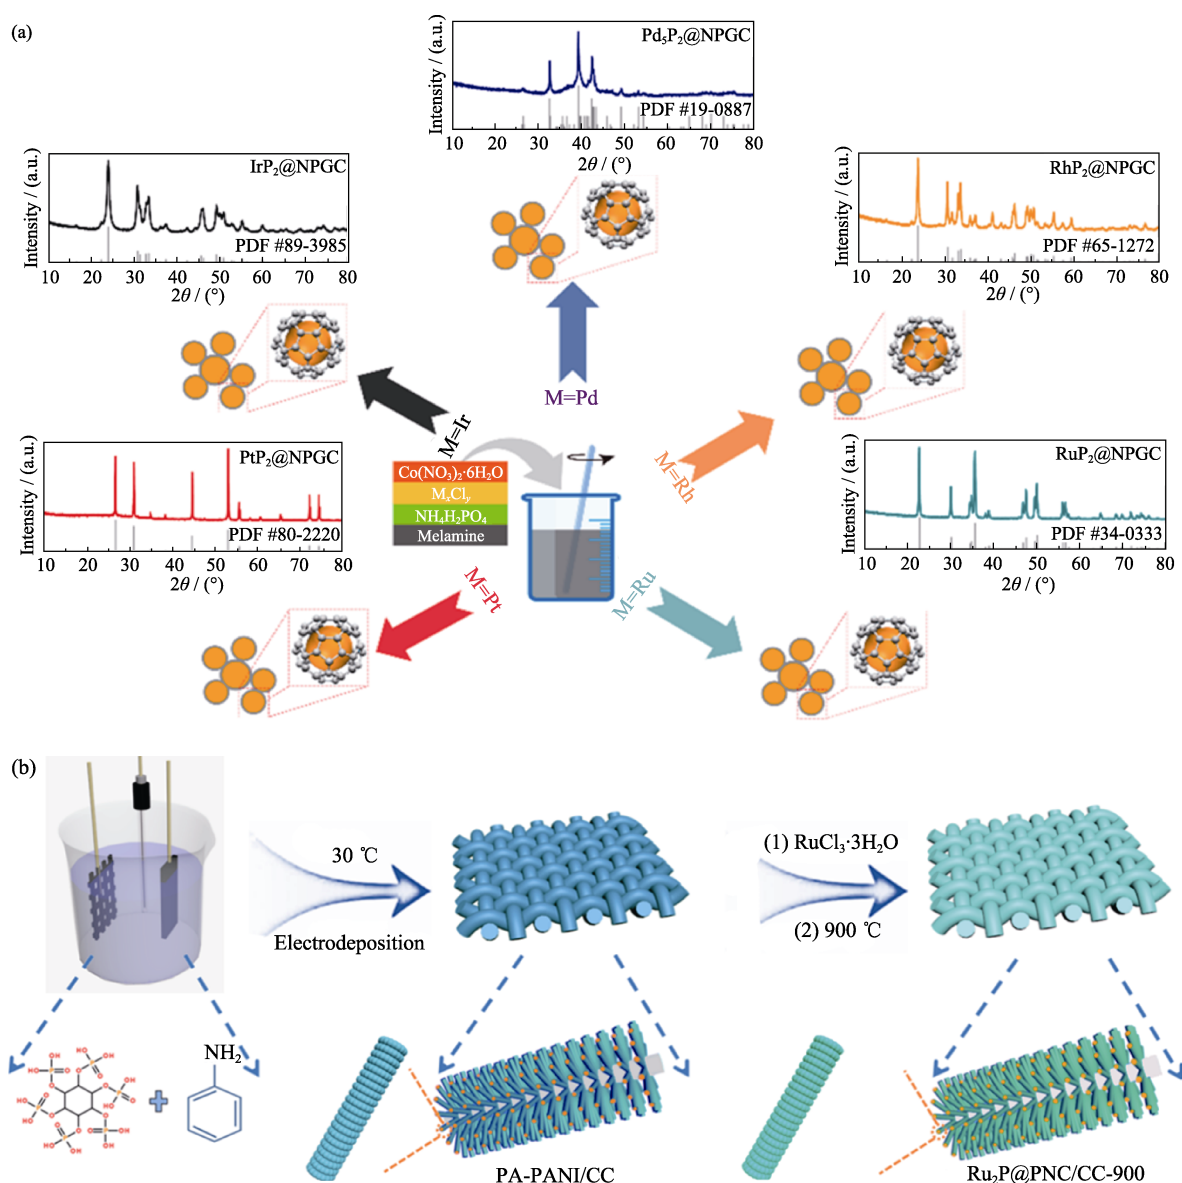 (a)
Pd₅P₂@NPGC
PDF #19-0887
Intensity / (a.u.)
10 20 30 40 50 60 70 80
2θ / (°)
IrP₂@NPGC
PDF #89-3985
Intensity / (a.u.)
10 20 30 40 50 60 70 80
2θ / (°)
RhP₂@NPGC
PDF #65-1272
Intensity / (a.u.)
10 20 30 40 50 60 70 80
2θ / (°)
M=Pd
M=Ir
M=Rh
PtP₂@NPGC
PDF #80-2220
Intensity / (a.u.)
10 20 30 40 50 60 70 80
2θ / (°)
Co(NO₃)₂·6H₂O
MₓClᵧ
NH₄H₂PO₄
Melamine
RuP₂@NPGC
PDF #34-0333
Intensity / (a.u.)
10 20 30 40 50 60 70 80
2θ / (°)
M=Pt
M=Ru
(b)
30 ℃
Electrodeposition
(1) RuCl₃·3H₂O
(2) 900 ℃
NH₂
PA-PANI/CC
Ru₂P@PNC/CC-900